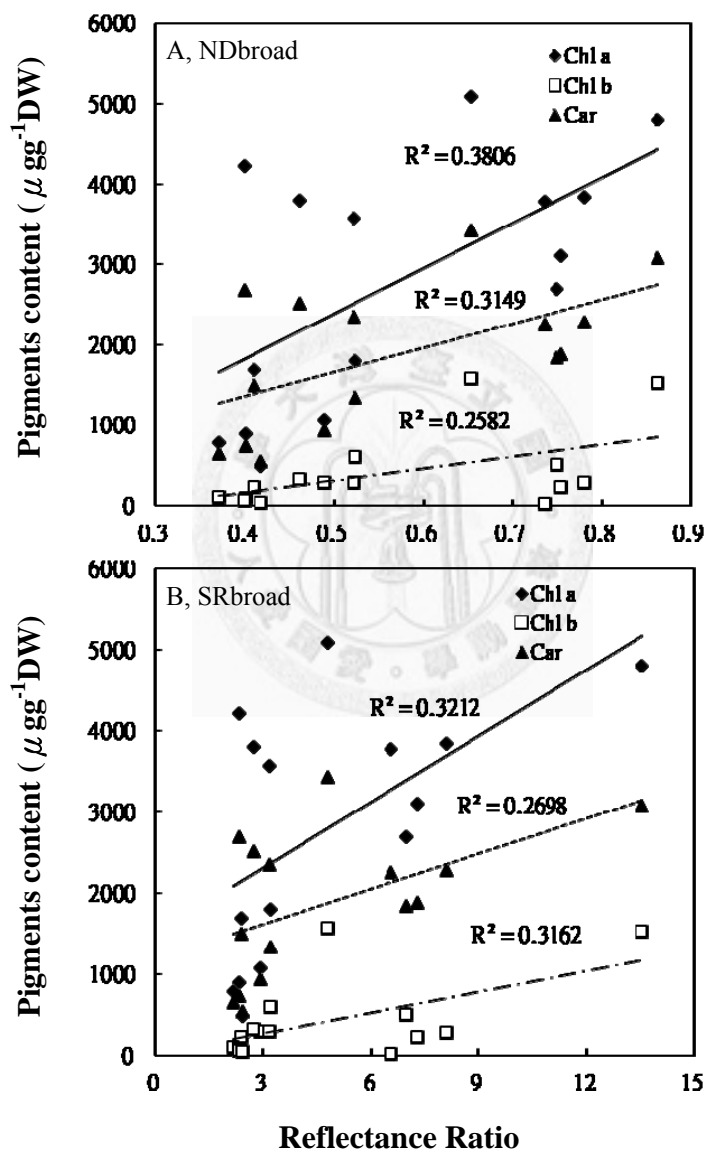 A, NDbroad
Chl a
Chl b
Car
R² = 0.3806
R² = 0.3149
R² = 0.2582
Pigments content ( μ gg⁻¹DW)
6000
5000
4000
3000
2000
1000
0
0.3
0.4
0.5
0.6
0.7
0.8
0.9
B, SRbroad
Chl a
Chl b
Car
R² = 0.3212
R² = 0.2698
R² = 0.3162
Pigments content ( μ gg⁻¹DW)
6000
5000
4000
3000
2000
1000
0
0
3
6
9
12
15
Reflectance Ratio